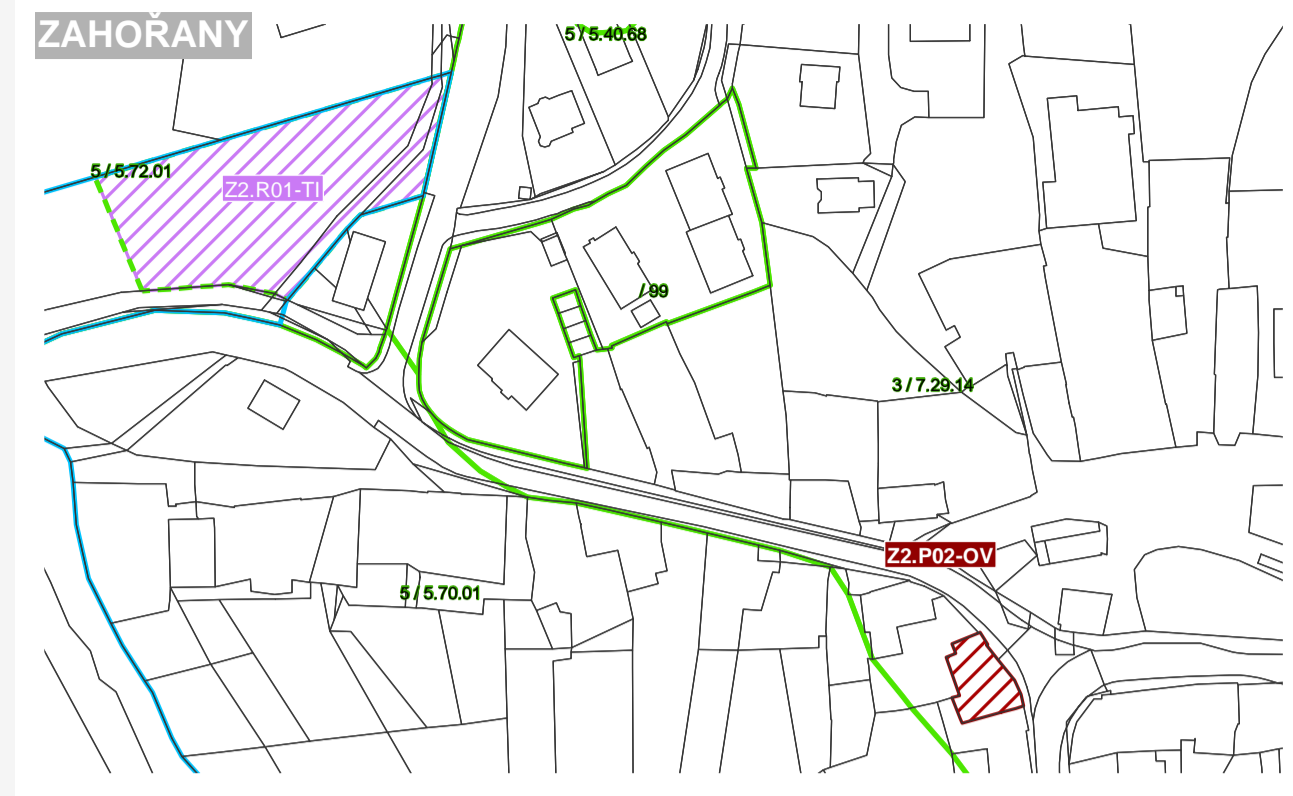 ZAHOŘANY
5 / 5.40.68
5 / 5.72.01
Z2.R01-TI
/ 99
3 / 7.29.14
Z2.P02-OV
5 / 5.70.01